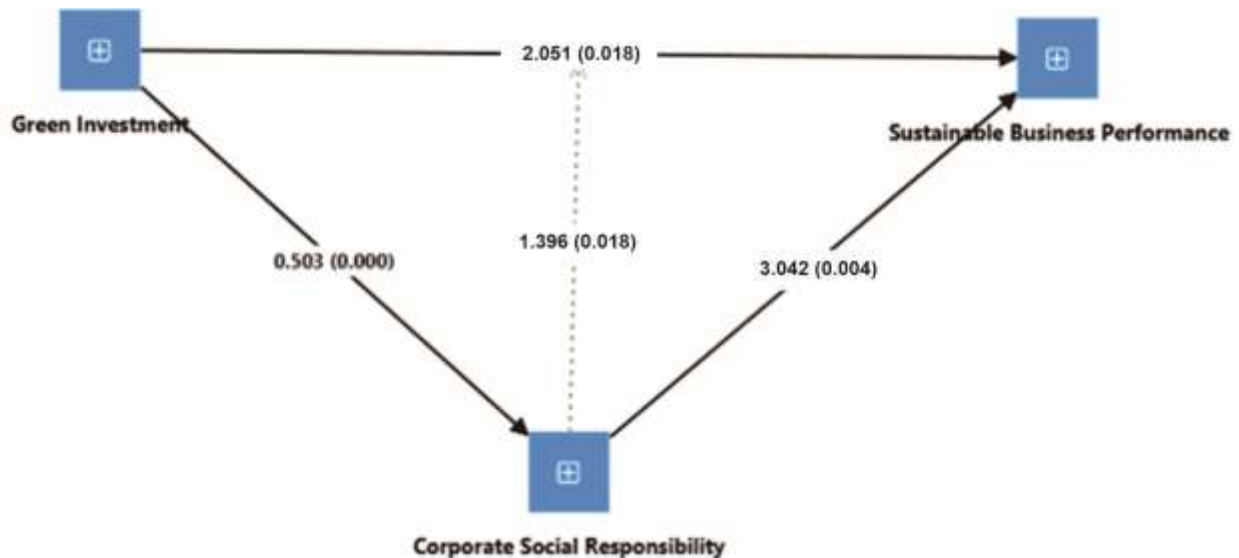 2.051 (0.018)
Green Investment
Sustainable Business Performance
1.396 (0.018)
0.503 (0.000)
3.042 (0.004)
Corporate Social Responsibility